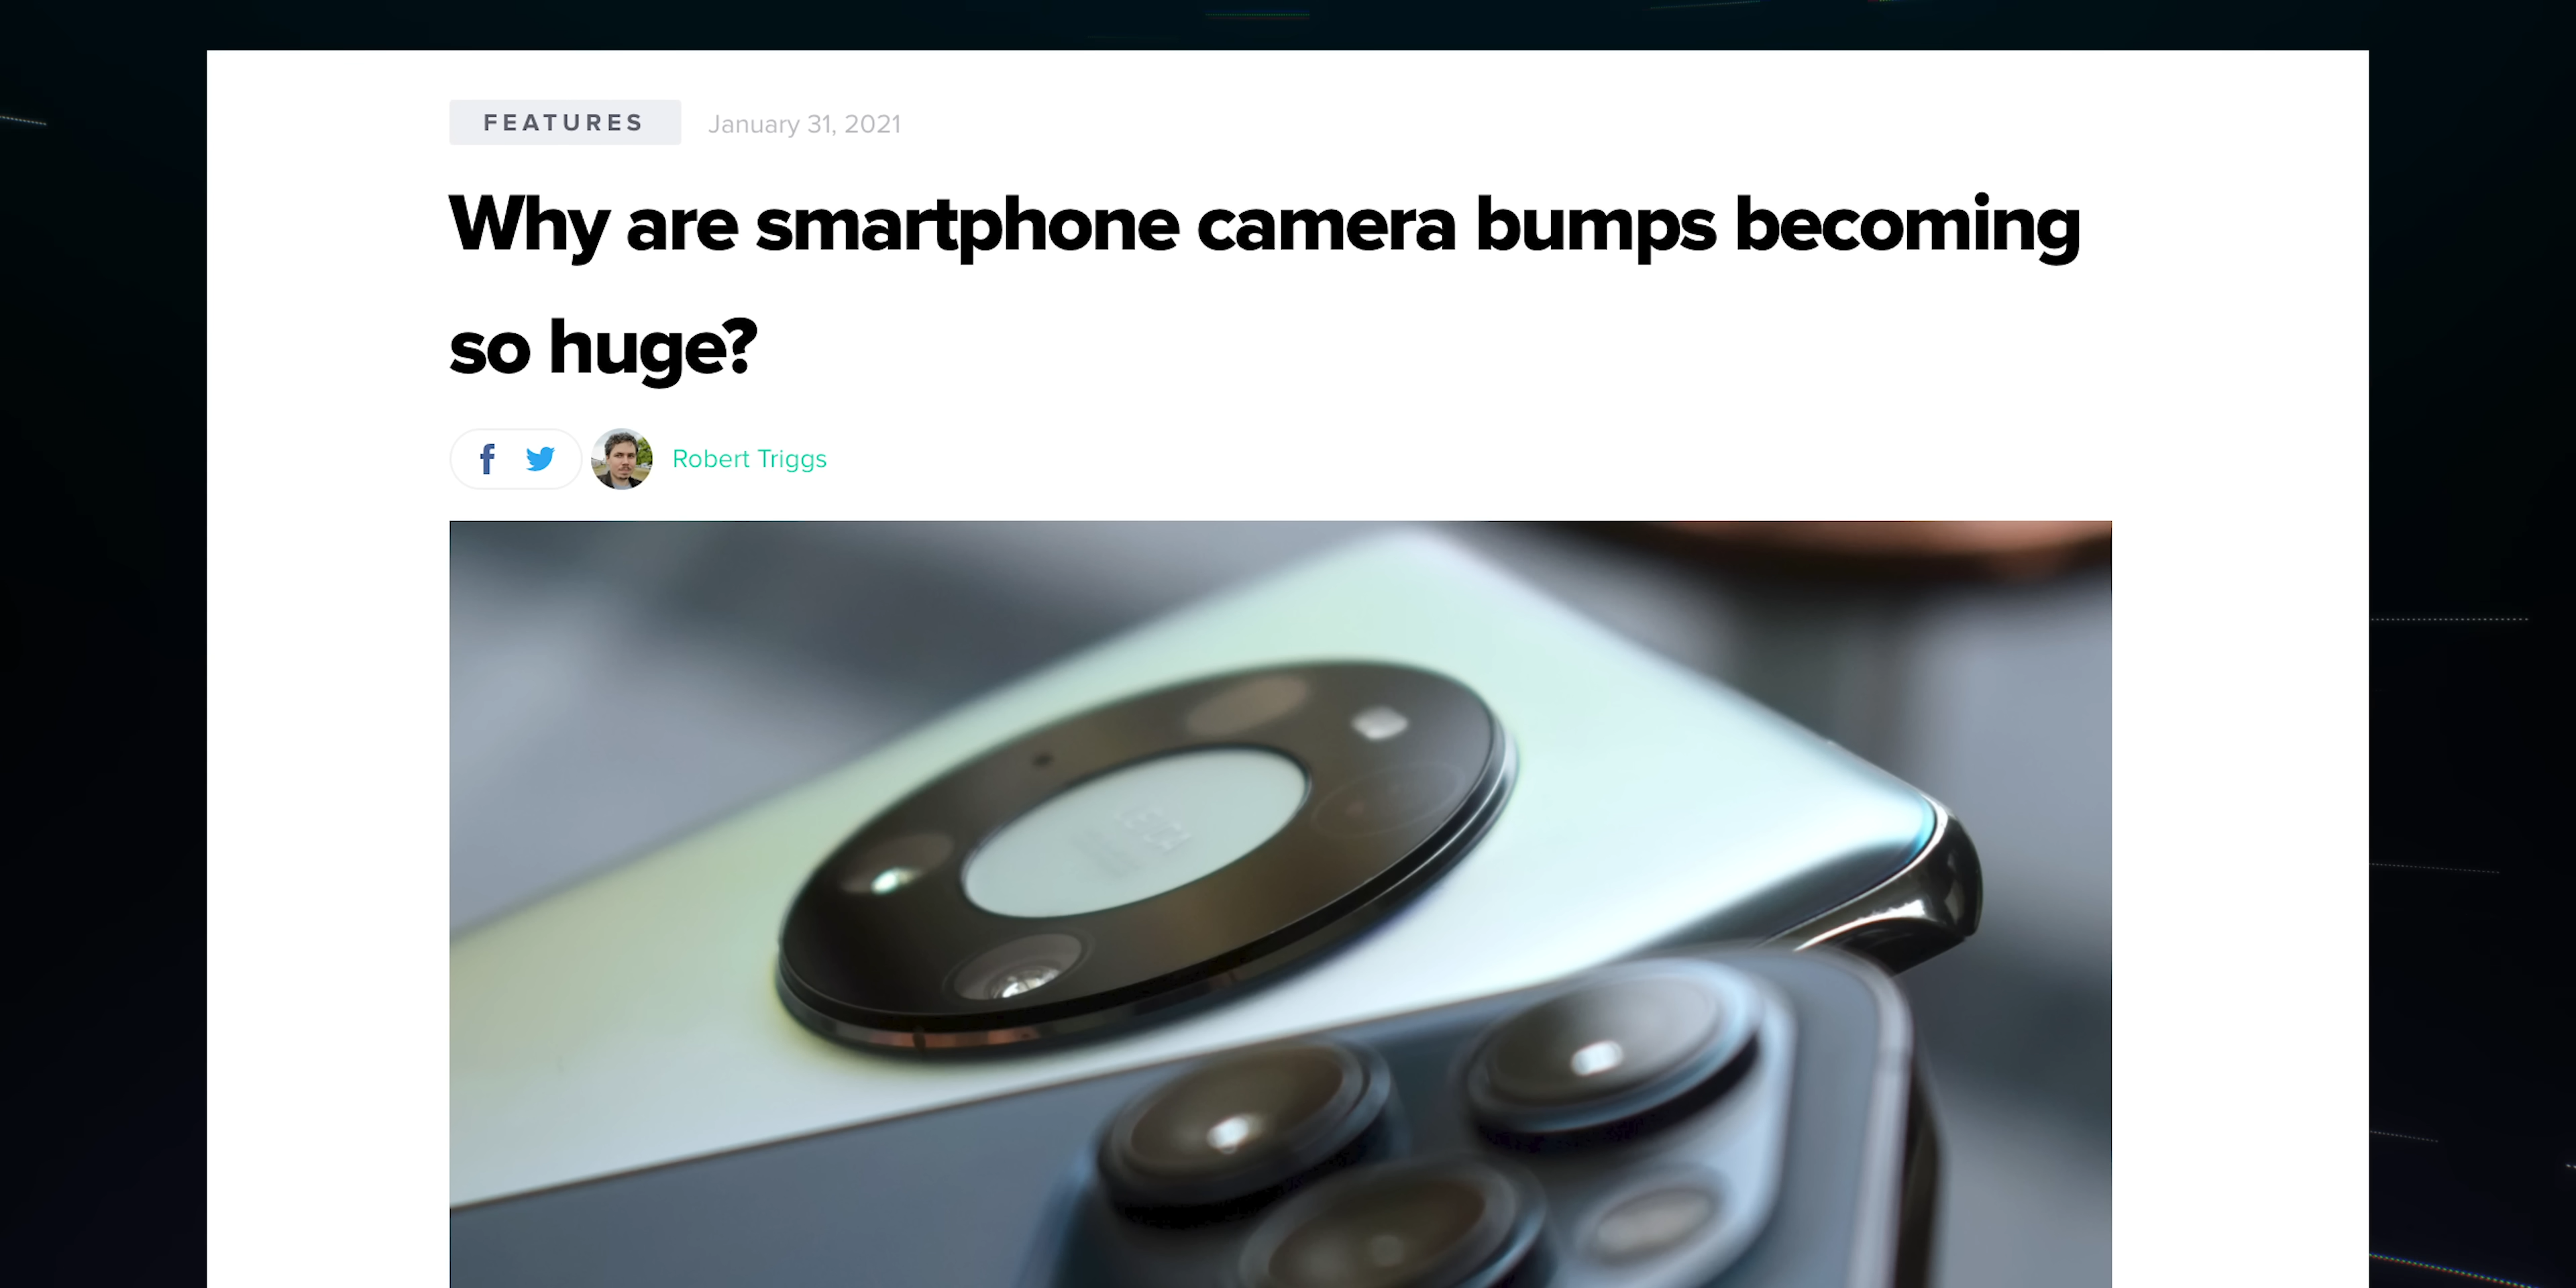 FEATURES January 31, 2021
Why are smartphone camera bumps becoming
so huge?
Robert Triggs